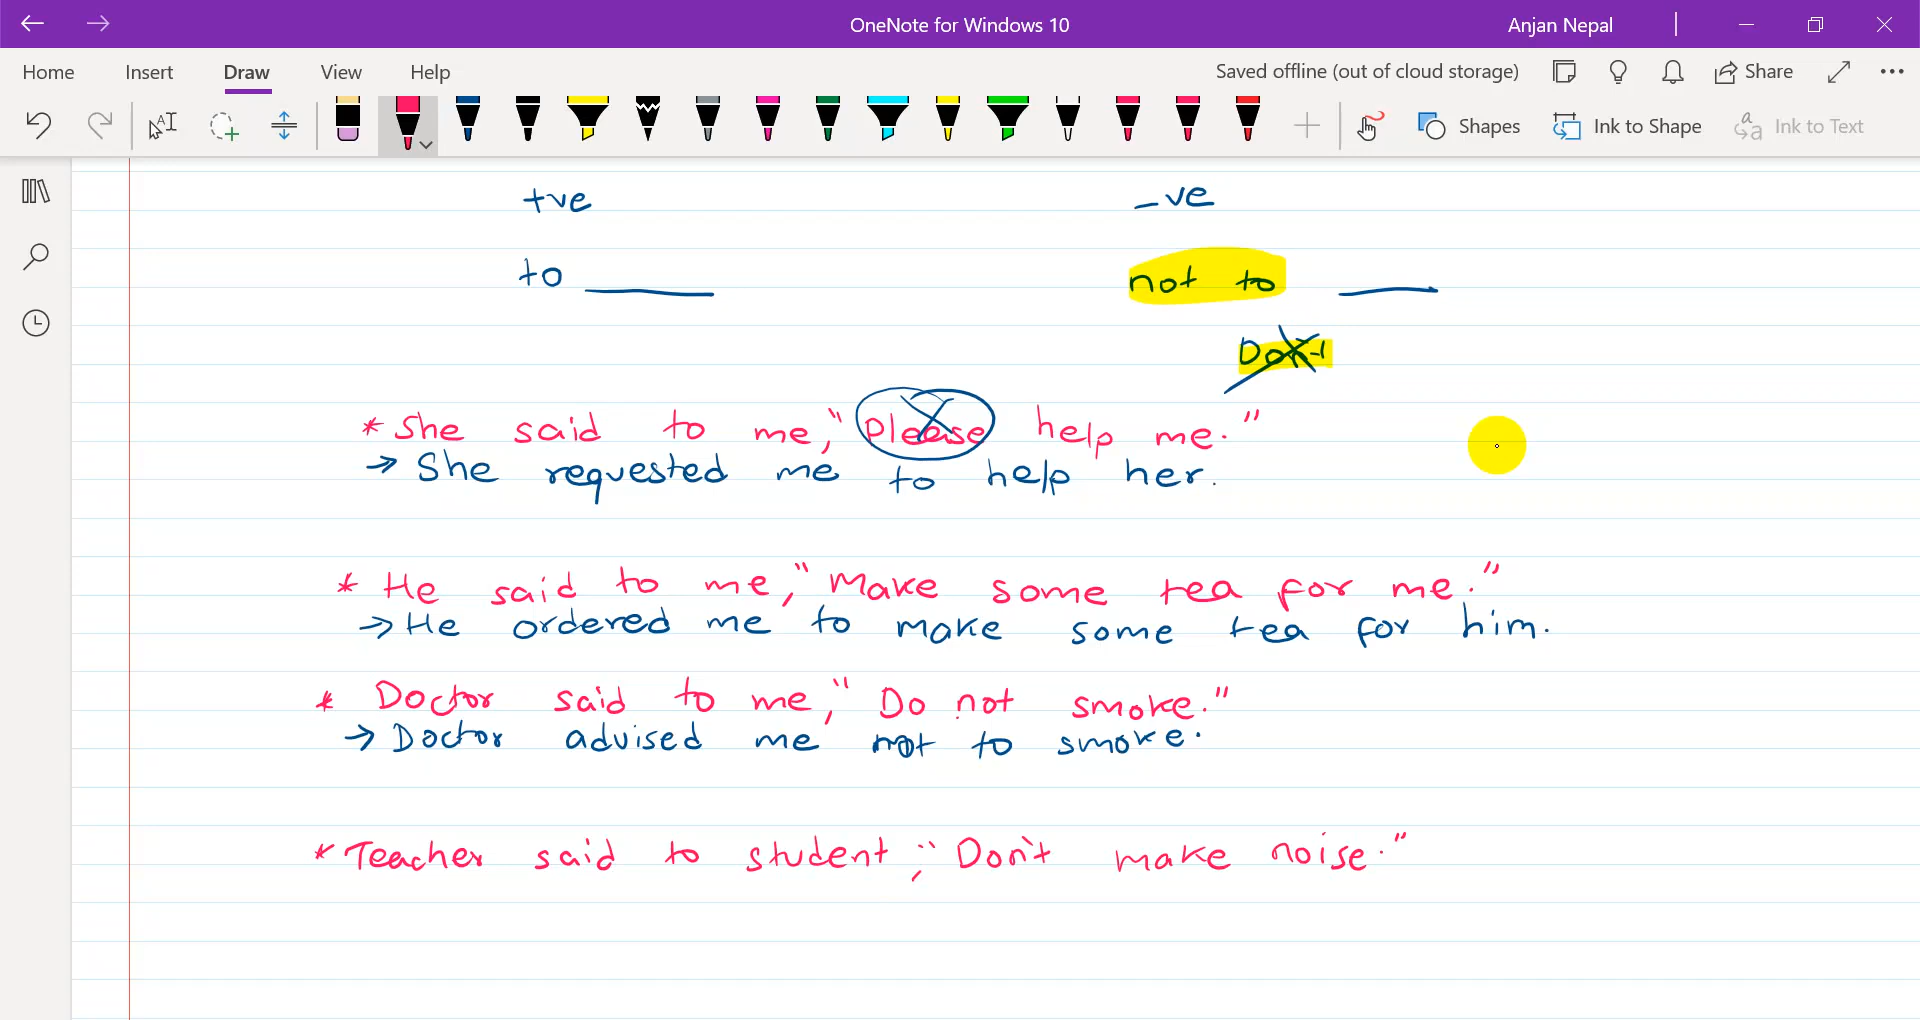 OneNote for Windows 10 Anjan Nepal
Home Insert Draw View Help Saved offline (out of cloud storage) Share
Shapes Ink to Shape Ink to Text
+ve -ve
to ____ not to ____
Don't
* She said to me, "Please help me."
→ She requested me to help her.
* He said to me, "Make some tea for me."
→ He ordered me to make some tea for him.
* Doctor said to me, "Do not smoke."
→ Doctor advised me not to smoke.
* Teacher said to student, "Don't make noise."